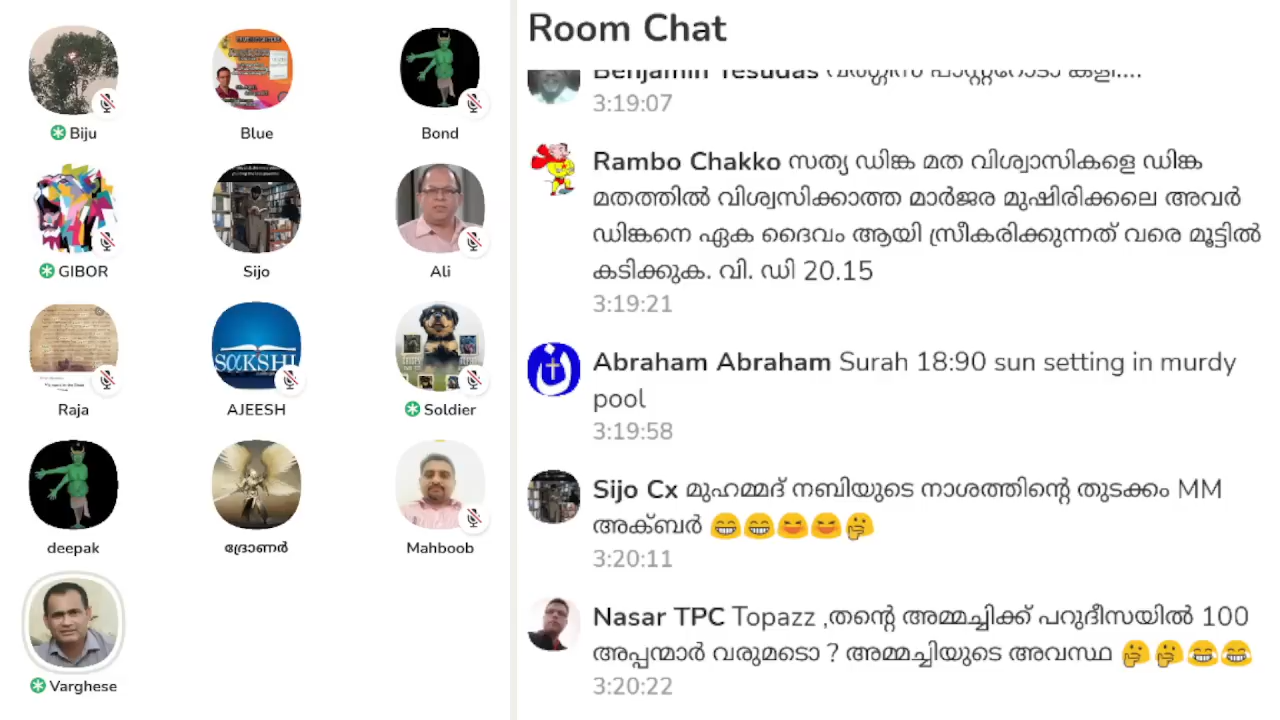 Biju
Blue
Bond
GIBOR
Sijo
Ali
Raja
SαKSHI
AJEESH
Soldier
deepak
ദ്രോണർ
Mahboob
Varghese
Room Chat
Benjamin Yesudas
3:19:07
Rambo Chakko സത്യ ഡിങ്ക മത വിശ്വാസികളെ ഡിങ്ക
മതത്തിൽ വിശ്വസിക്കാത്ത മാർജര മുഷിരിക്കലെ അവർ
ഡിങ്കനെ ഏക ദൈവം ആയി സ്രീകരിക്കുന്നത് വരെ മൂട്ടിൽ
കടിക്കുക. വി. ഡി 20.15
3:19:21
Abraham Abraham Surah 18:90 sun setting in murdy
pool
3:19:58
Sijo Cx മുഹമ്മദ് നബിയുടെ നാശത്തിന്റെ തുടക്കം MM
അക്ബർ 😁😁😆😆🤔
3:20:11
Nasar TPC Topazz ,തന്റെ അമ്മച്ചിക്ക് പറുദീസയിൽ 100
അപ്പന്മാർ വരുമടൊ ? അമ്മച്ചിയുടെ അവസ്ഥ 🤔🤔😂😂
3:20:22